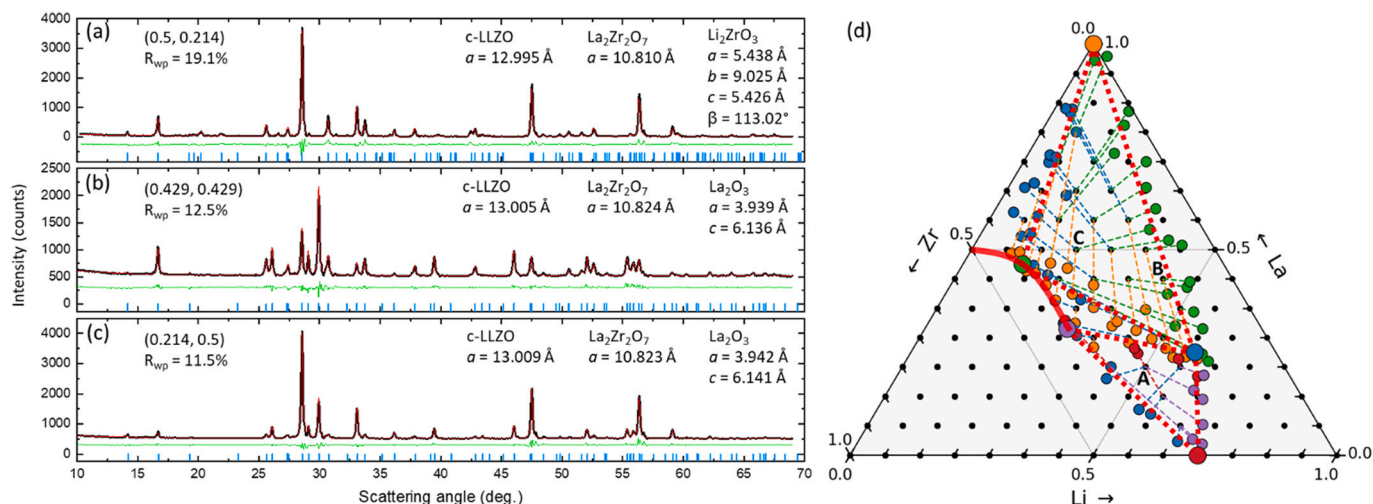 (a)
(0.5, 0.214)
Rwp = 19.1%
c-LLZO
a = 12.995 Å
La2Zr2O7
a = 10.810 Å
Li2ZrO3
a = 5.438 Å
b = 9.025 Å
c = 5.426 Å
β = 113.02°
4000
3000
2000
1000
0
(b)
(0.429, 0.429)
Rwp = 12.5%
c-LLZO
a = 13.005 Å
La2Zr2O7
a = 10.824 Å
La2O3
a = 3.939 Å
c = 6.136 Å
2500
2000
1500
1000
500
0
(c)
(0.214, 0.5)
Rwp = 11.5%
c-LLZO
a = 13.009 Å
La2Zr2O7
a = 10.823 Å
La2O3
a = 3.942 Å
c = 6.141 Å
4000
3000
2000
1000
0
Intensity (counts)
10 15 20 25 30 35 40 45 50 55 60 65 70
Scattering angle (deg.)
(d)
0.0
1.0
← Zr
0.5
C
B
A
0.5
← La
1.0
0.0
0.0
0.5
1.0
Li →